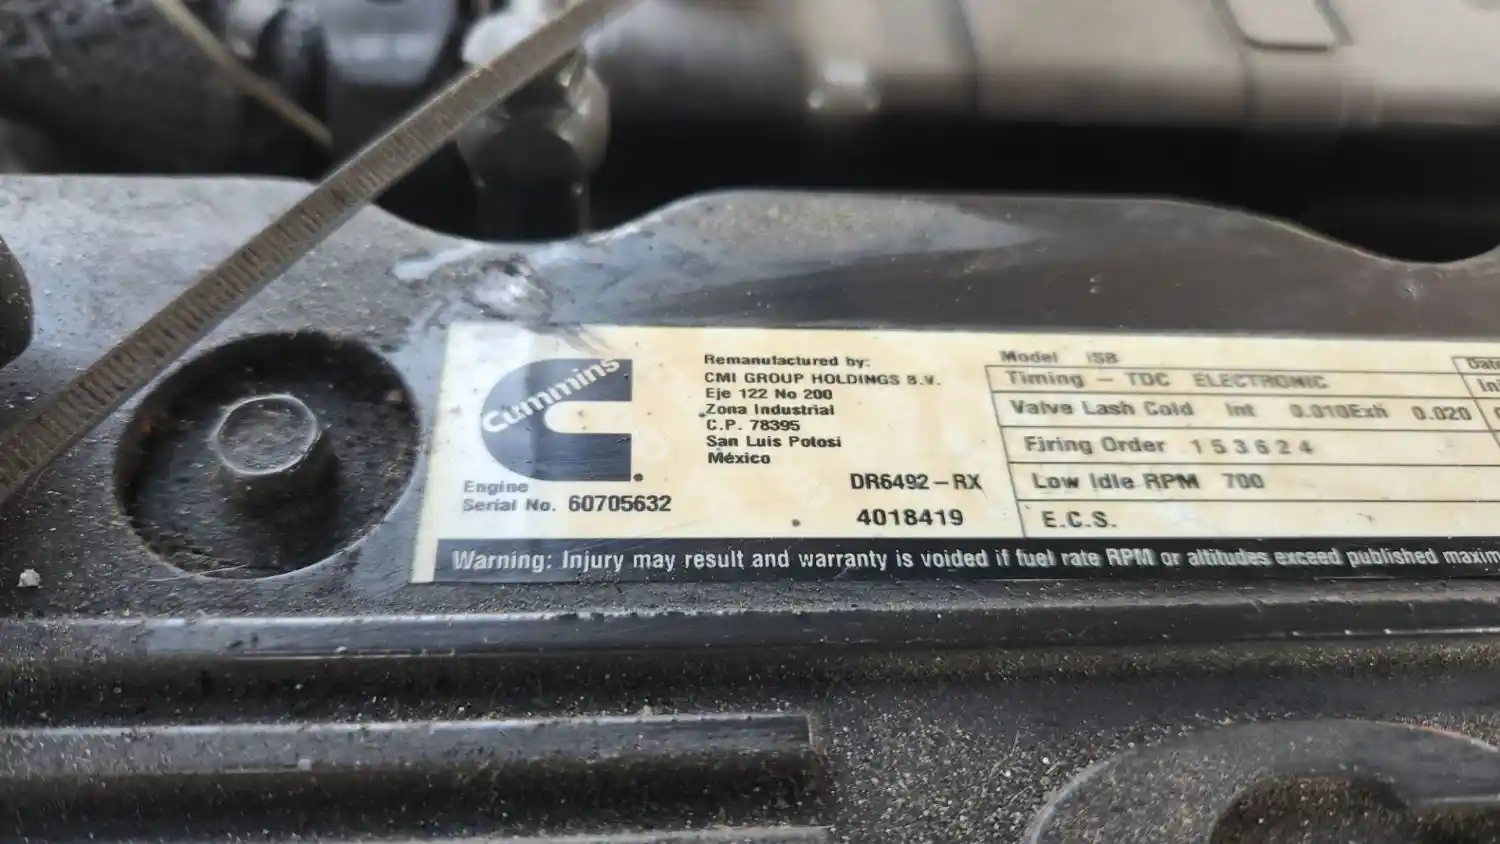 Cummins
Remanufactured by:
CMI GROUP HOLDINGS B.V.
Eje 122 No 200
Zona Industrial
C.P. 78395
San Luis Potosi
México
Engine
Serial No. 60705632
DR6492-RX
4018419
Model ISB
Timing - TDC ELECTRONIC
Valve Lash Cold Int 0.010Exh 0.020
Firing Order 1 5 3 6 2 4
Low Idle RPM 700
E.C.S.
Date
Warning: Injury may result and warranty is voided if fuel rate RPM or altitudes exceed published maxim